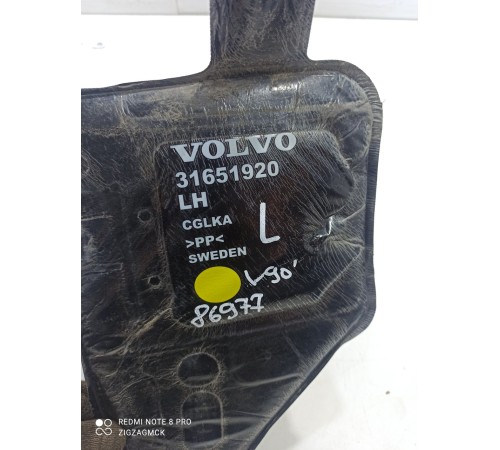 VOLVO
31651920
LH
CGLKA
>PP<
SWEDEN
L
V90'
86977
REDMI NOTE 8 PRO
ZIGZAGMCK